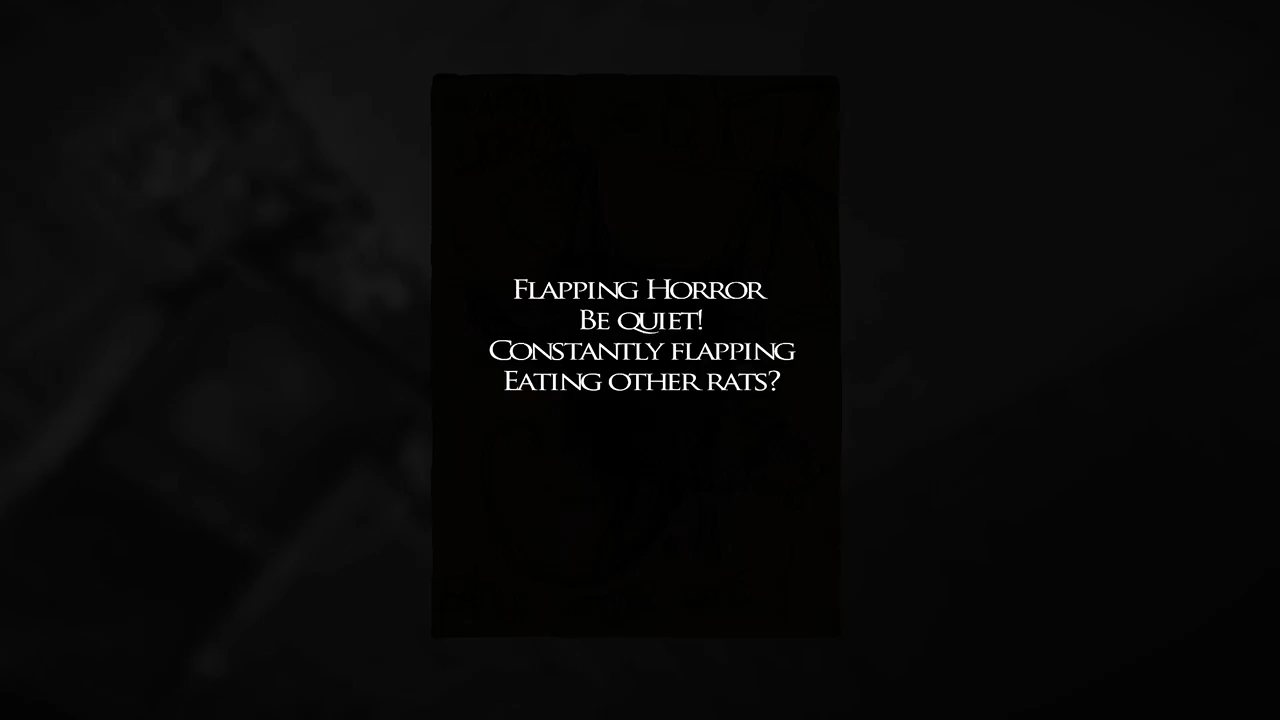 Flapping Horror
Be quiet!
Constantly flapping
Eating other rats?